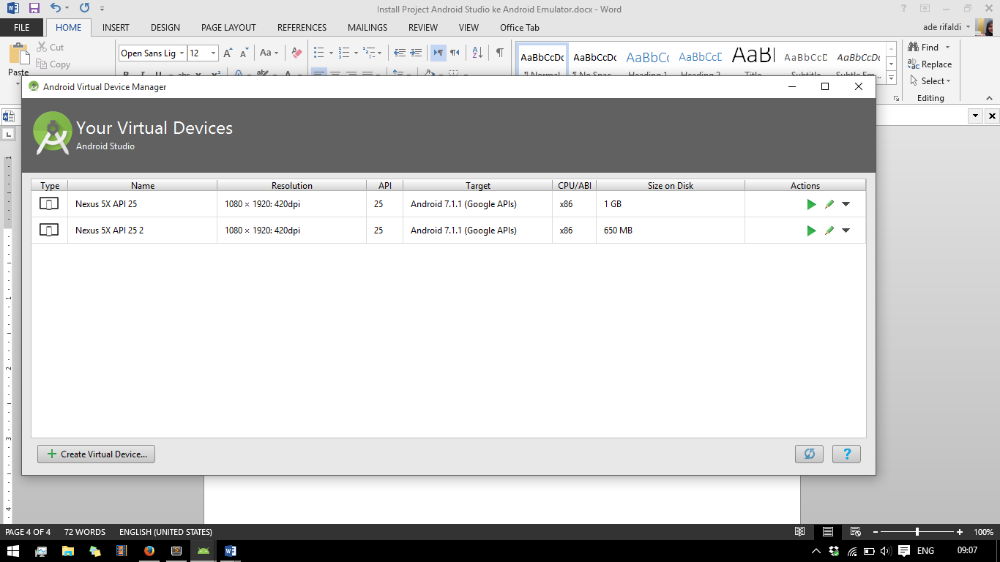 Install Project Android Studio ke Android Emulator.docx - Word
FILE HOME INSERT DESIGN PAGE LAYOUT REFERENCES MAILINGS REVIEW VIEW Office Tab ade rifaldi
Paste
Cut
Copy
Open Sans Lig 12 Aa
AaBbCcDc AaBbCcDc AaBbCc AaBbCcC AaBl AaBbCcD AaBbCcDc
¶ Normal ¶ No Spac... Heading 1 Heading 2 Title Subtitle Subtle Em...
Find
Replace
Select
Editing
Android Virtual Device Manager
Your Virtual Devices
Android Studio
Type Name Resolution API Target CPU/ABI Size on Disk Actions
Nexus 5X API 25 1080 × 1920: 420dpi 25 Android 7.1.1 (Google APIs) x86 1 GB
Nexus 5X API 25 2 1080 × 1920: 420dpi 25 Android 7.1.1 (Google APIs) x86 650 MB
Create Virtual Device...
?
PAGE 4 OF 4 72 WORDS ENGLISH (UNITED STATES) 100%
ENG 09:07